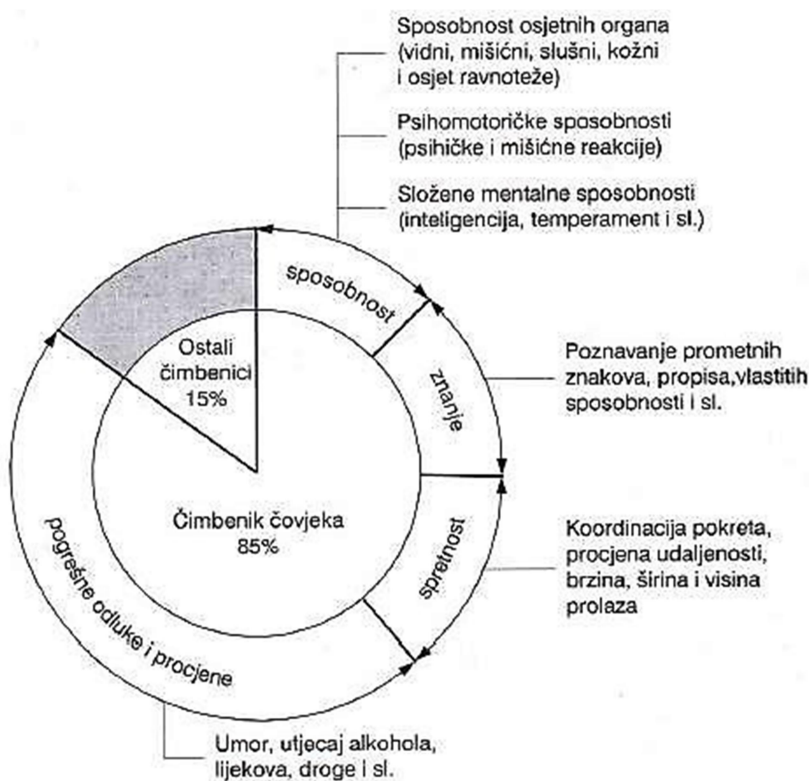 Sposobnost osjetnih organa
(vidni, mišićni, slušni, kožni
i osjet ravnoteže)
Psihomotoričke sposobnosti
(psihičke i mišićne reakcije)
Složene mentalne sposobnosti
(inteligencija, temperament i sl.)
sposobnost
Ostali
čimbenici
15%
znanje
Poznavanje prometnih
znakova, propisa,vlastitih
sposobnosti i sl.
Čimbenik čovjeka
85%
spretnost
Koordinacija pokreta,
procjena udaljenosti,
brzina, širina i visina
prolaza
pogrešne odluke i procjene
Umor, utjecaj alkohola,
lijekova, droge i sl.